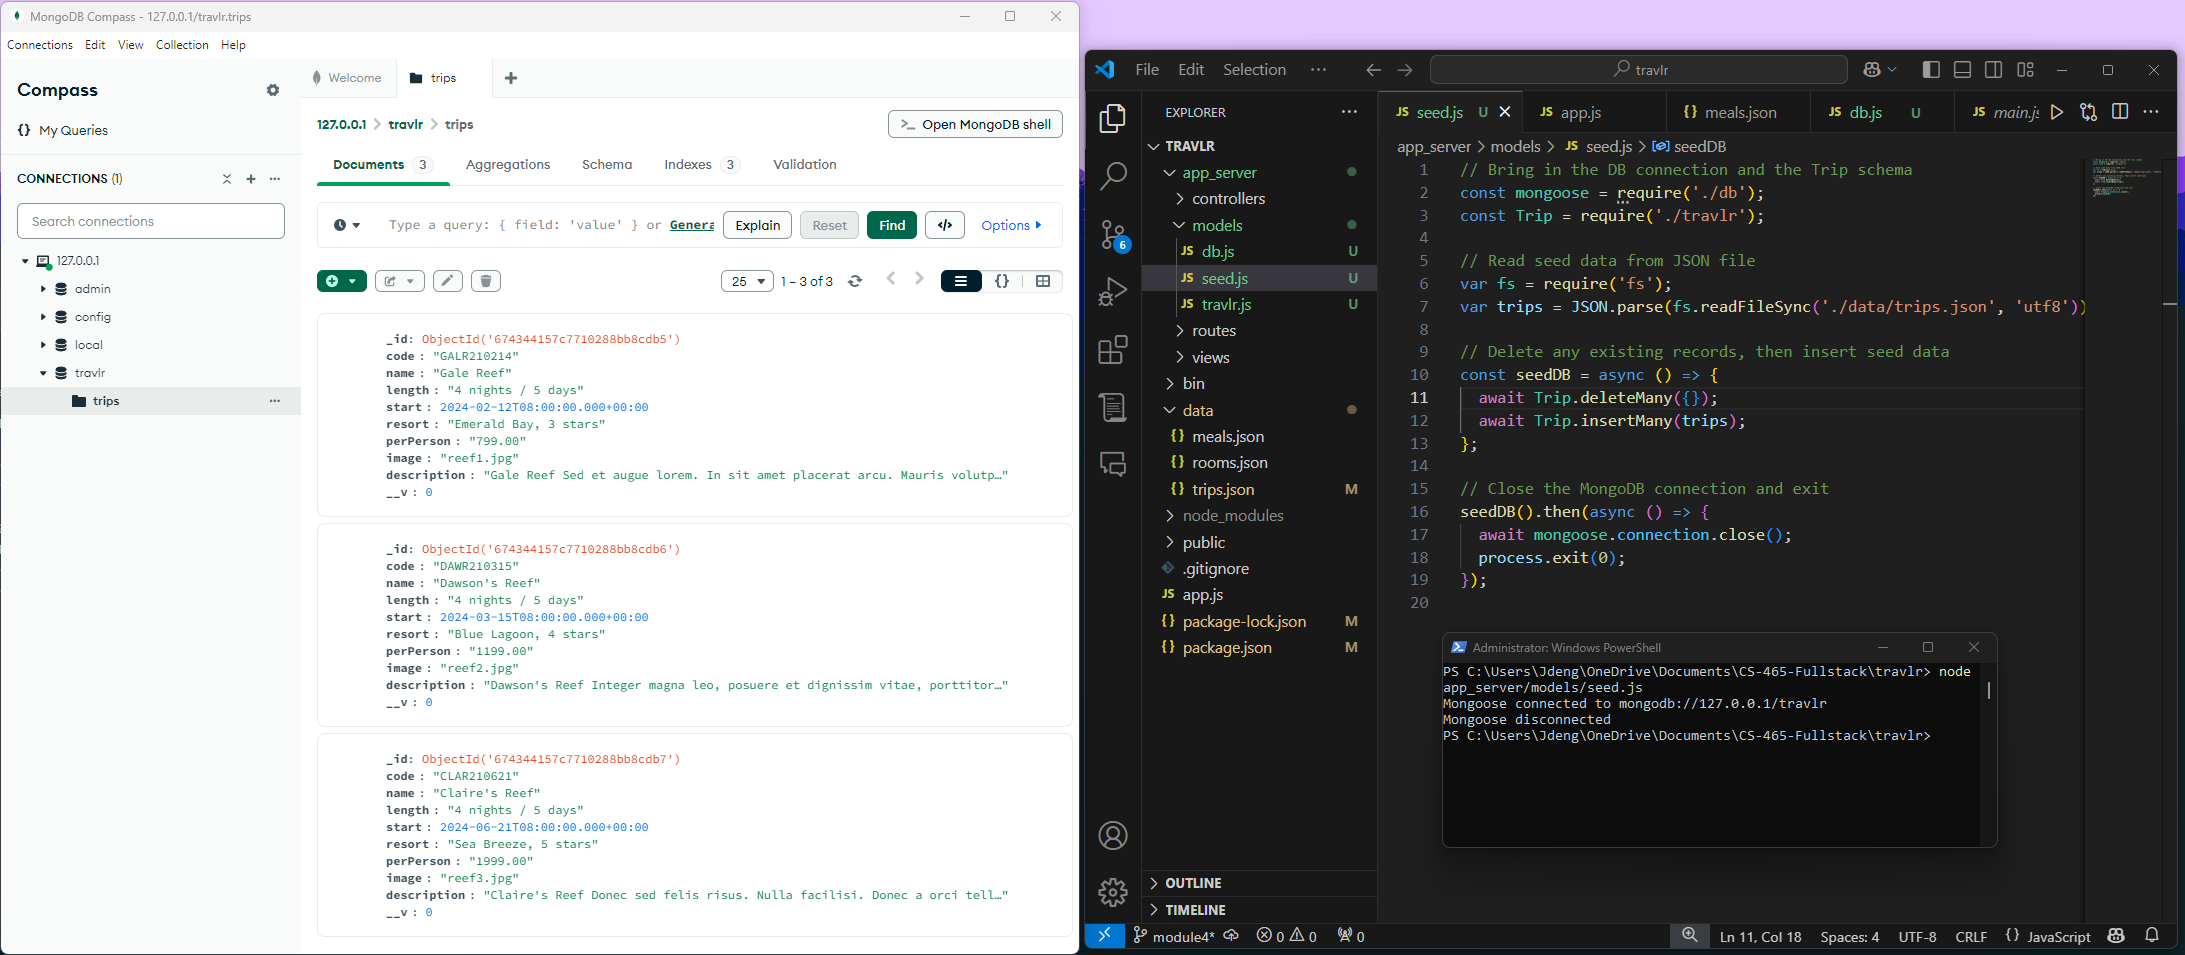 MongoDB Compass - 127.0.0.1/travlr.trips
Connections Edit View Collection Help
Compass
{} My Queries
CONNECTIONS (1)
Search connections
127.0.0.1
admin
config
local
travlr
trips
Welcome
trips
127.0.0.1 > travlr > trips
>_ Open MongoDB shell
Documents 3 Aggregations Schema Indexes 3 Validation
Type a query: { field: 'value' } or Genera
Explain Reset Find </> Options
25 1 – 3 of 3 {}
_id: ObjectId('674344157c7710288bb8cdb5')
code : "GALR210214"
name : "Gale Reef"
length : "4 nights / 5 days"
start : 2024-02-12T08:00:00.000+00:00
resort : "Emerald Bay, 3 stars"
perPerson : "799.00"
image : "reef1.jpg"
description : "Gale Reef Sed et augue lorem. In sit amet placerat arcu. Mauris volutp…"
__v : 0
_id: ObjectId('674344157c7710288bb8cdb6')
code : "DAWR210315"
name : "Dawson's Reef"
length : "4 nights / 5 days"
start : 2024-03-15T08:00:00.000+00:00
resort : "Blue Lagoon, 4 stars"
perPerson : "1199.00"
image : "reef2.jpg"
description : "Dawson's Reef Integer magna leo, posuere et dignissim vitae, porttitor…"
__v : 0
_id: ObjectId('674344157c7710288bb8cdb7')
code : "CLAR210621"
name : "Claire's Reef"
length : "4 nights / 5 days"
start : 2024-06-21T08:00:00.000+00:00
resort : "Sea Breeze, 5 stars"
perPerson : "1999.00"
image : "reef3.jpg"
description : "Claire's Reef Donec sed felis risus. Nulla facilisi. Donec a orci tell…"
__v : 0
File Edit Selection ···
travlr
6
EXPLORER
TRAVLR
app_server
controllers
models
JS db.js U
JS seed.js U
JS travlr.js U
routes
views
bin
data
{} meals.json
{} rooms.json
{} trips.json M
node_modules
public
.gitignore
JS app.js
{} package-lock.json M
{} package.json M
OUTLINE
TIMELINE
JS seed.js U JS app.js {} meals.json JS db.js U JS main.js
app_server > models > JS seed.js > seedDB
1 // Bring in the DB connection and the Trip schema
2 const mongoose = require('./db');
3 const Trip = require('./travlr');
4
5 // Read seed data from JSON file
6 var fs = require('fs');
7 var trips = JSON.parse(fs.readFileSync('./data/trips.json', 'utf8'))
8
9 // Delete any existing records, then insert seed data
10 const seedDB = async () => {
11 await Trip.deleteMany({});
12 await Trip.insertMany(trips);
13 };
14
15 // Close the MongoDB connection and exit
16 seedDB().then(async () => {
17 await mongoose.connection.close();
18 process.exit(0);
19 });
20
Administrator: Windows PowerShell
PS C:\Users\Jdeng\OneDrive\Documents\CS-465-Fullstack\travlr> node
app_server/models/seed.js
Mongoose connected to mongodb://127.0.0.1/travlr
Mongoose disconnected
PS C:\Users\Jdeng\OneDrive\Documents\CS-465-Fullstack\travlr>
module4* 0 0 0 Ln 11, Col 18 Spaces: 4 UTF-8 CRLF {} JavaScript